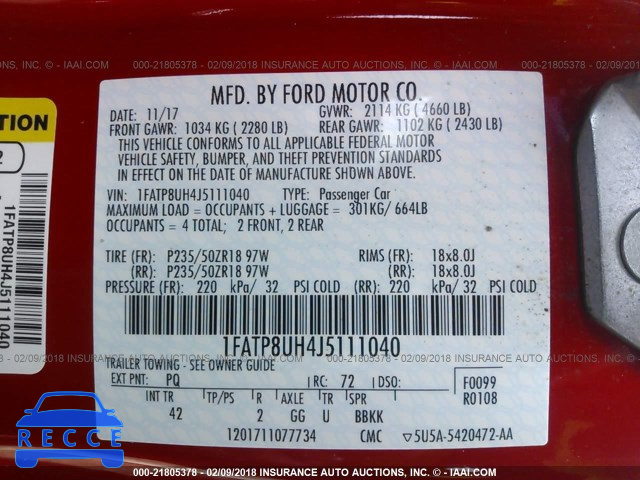 000-21805378 - 02/09/2018 INSURANCE AUTO AUCTIONS, INC.
© IAAI.COM
MFD. BY FORD MOTOR CO.
DATE: 11/17 GVWR: 2114 KG ( 4660 LB)
FRONT GAWR: 1034 KG ( 2280 LB) REAR GAWR: 1102 KG ( 2430 LB)
THIS VEHICLE CONFORMS TO ALL APPLICABLE FEDERAL MOTOR
VEHICLE SAFETY, BUMPER, AND THEFT PREVENTION STANDARDS
IN EFFECT ON THE DATE OF MANUFACTURE SHOWN ABOVE.
VIN: 1FATP8UH4J5111040 TYPE: Passenger Car
MAXIMUM LOAD = OCCUPANTS + LUGGAGE = 301KG/ 664LB
OCCUPANTS = 4 TOTAL; 2 FRONT, 2 REAR
TIRE (FR): P235/50ZR18 97W RIMS (FR): 18x8.0J
(RR): P235/50ZR18 97W (RR): 18x8.0J
PRESSURE (FR): 220 kPa/ 32 PSI COLD (RR): 220 kPa/ 32 PSI COLD
1FATP8UH4J5111040
TRAILER TOWING - SEE OWNER GUIDE
EXT PNT: PQ RC: 72 DSO: F0099
INT TR TP/PS R AXLE TR SPR R0108
42 2 GG U BBKK
1201711077734 CMC ▽5U5A-5420472-AA
1FATP8UH4J5111040
RECCE
000-21805378 - 02/09/2018 INSURANCE AUTO AUCTIONS, INC.
© IAAI.COM